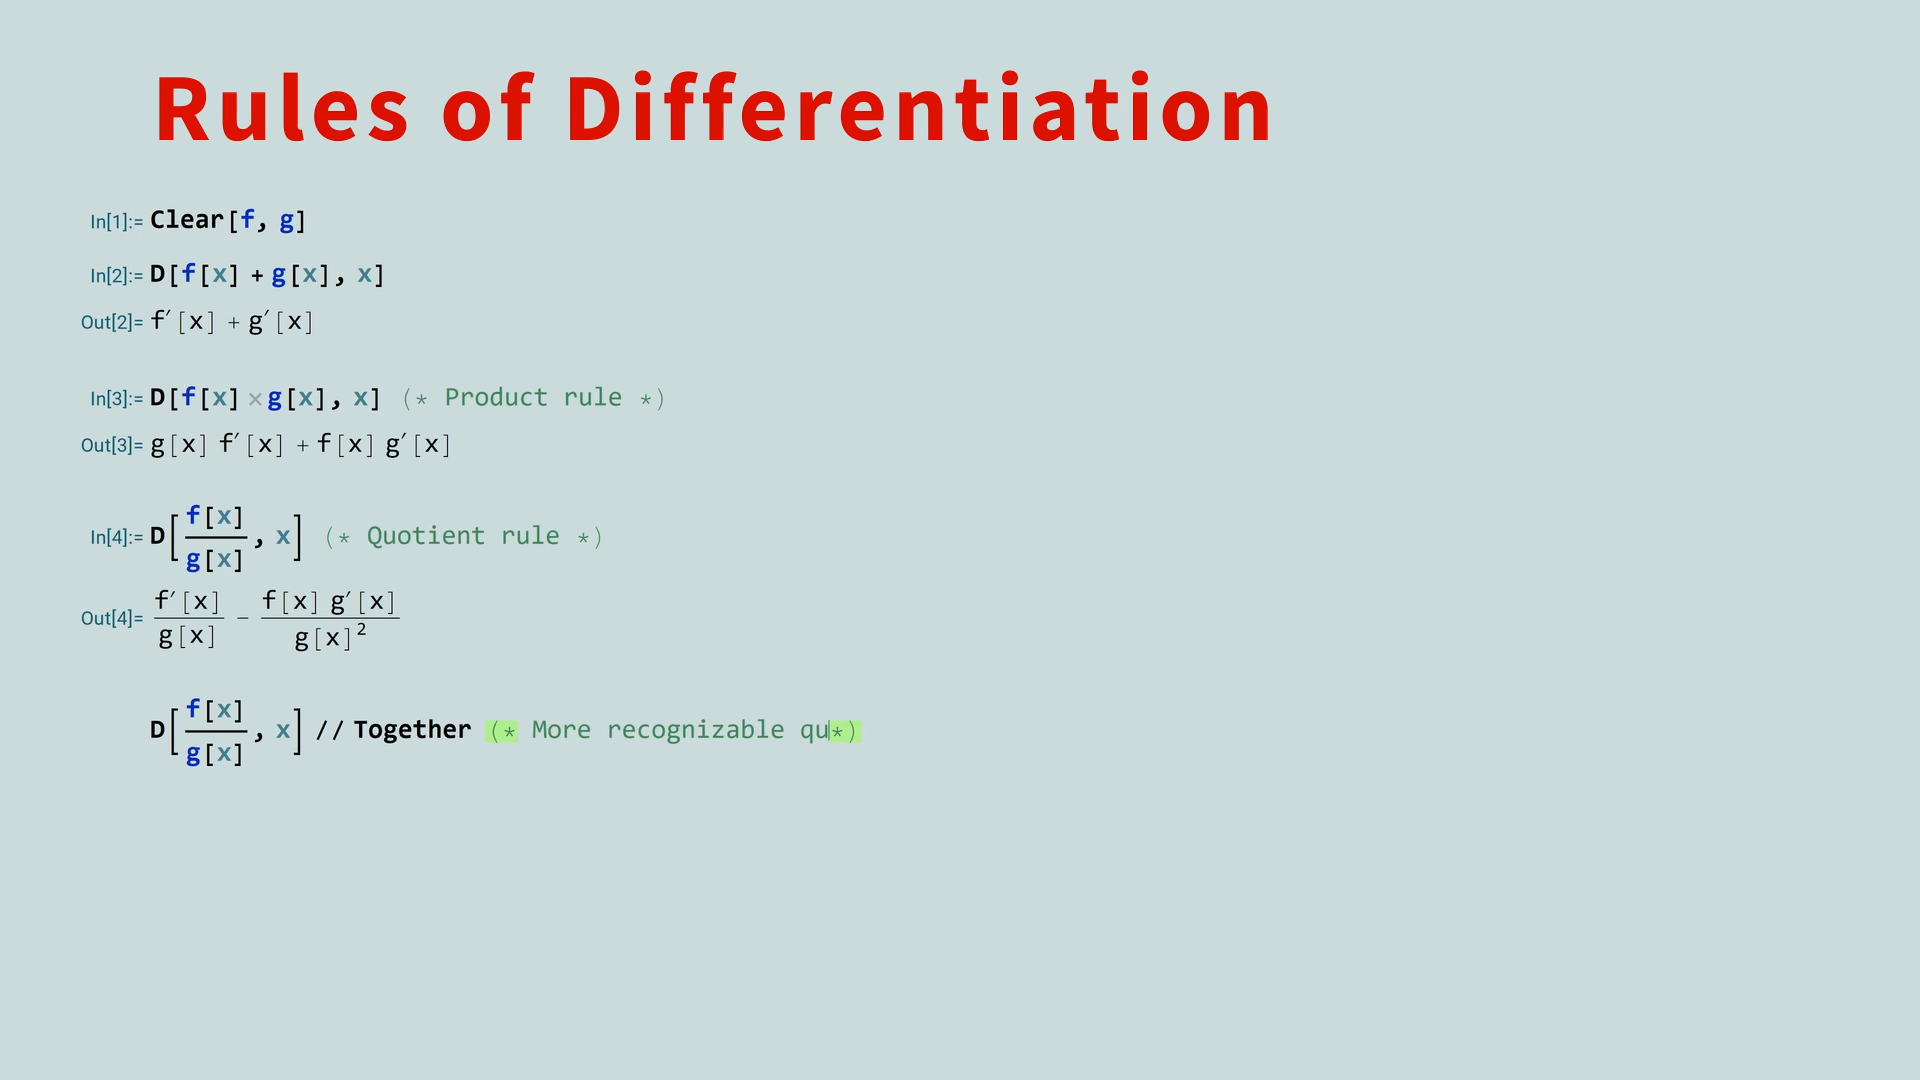 Rules of Differentiation
In[1]:= Clear[f, g]
In[2]:= D[f[x] + g[x], x]
Out[2]= f′[x] + g′[x]
In[3]:= D[f[x] × g[x], x] (* Product rule *)
Out[3]= g[x] f′[x] + f[x] g′[x]
In[4]:= D[f[x]/g[x], x] (* Quotient rule *)
Out[4]= f′[x]/g[x] − f[x] g′[x]/g[x]²
D[f[x]/g[x], x] // Together (* More recognizable qu*)